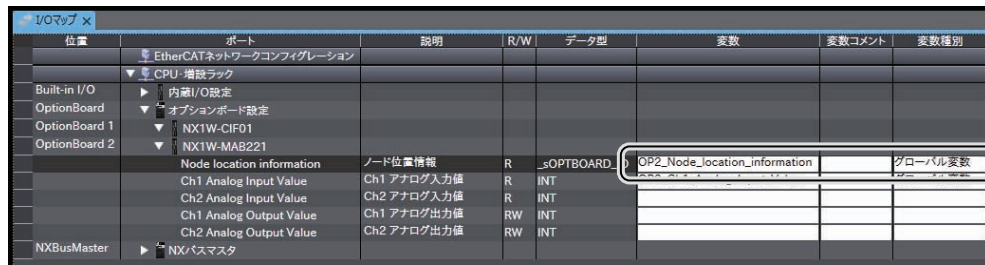 I/Oマップ ×
位置 ポート 説明 R/W データ型 変数 変数コメント 変数種別
EtherCATネットワークコンフィグレーション
▼ CPU・増設ラック
Built-in I/O ▶ 内蔵I/O設定
OptionBoard ▼ オプションボード設定
OptionBoard 1 ▼ NX1W-CIF01
OptionBoard 2 ▼ NX1W-MAB221
Node location information ノード位置情報 R _sOPTBOARD_ OP2_Node_location_information グローバル変数
Ch1 Analog Input Value Ch1 アナログ入力値 R INT
Ch2 Analog Input Value Ch2 アナログ入力値 R INT
Ch1 Analog Output Value Ch1 アナログ出力値 RW INT
Ch2 Analog Output Value Ch2 アナログ出力値 RW INT
NXBusMaster ▶ NXバスマスタ